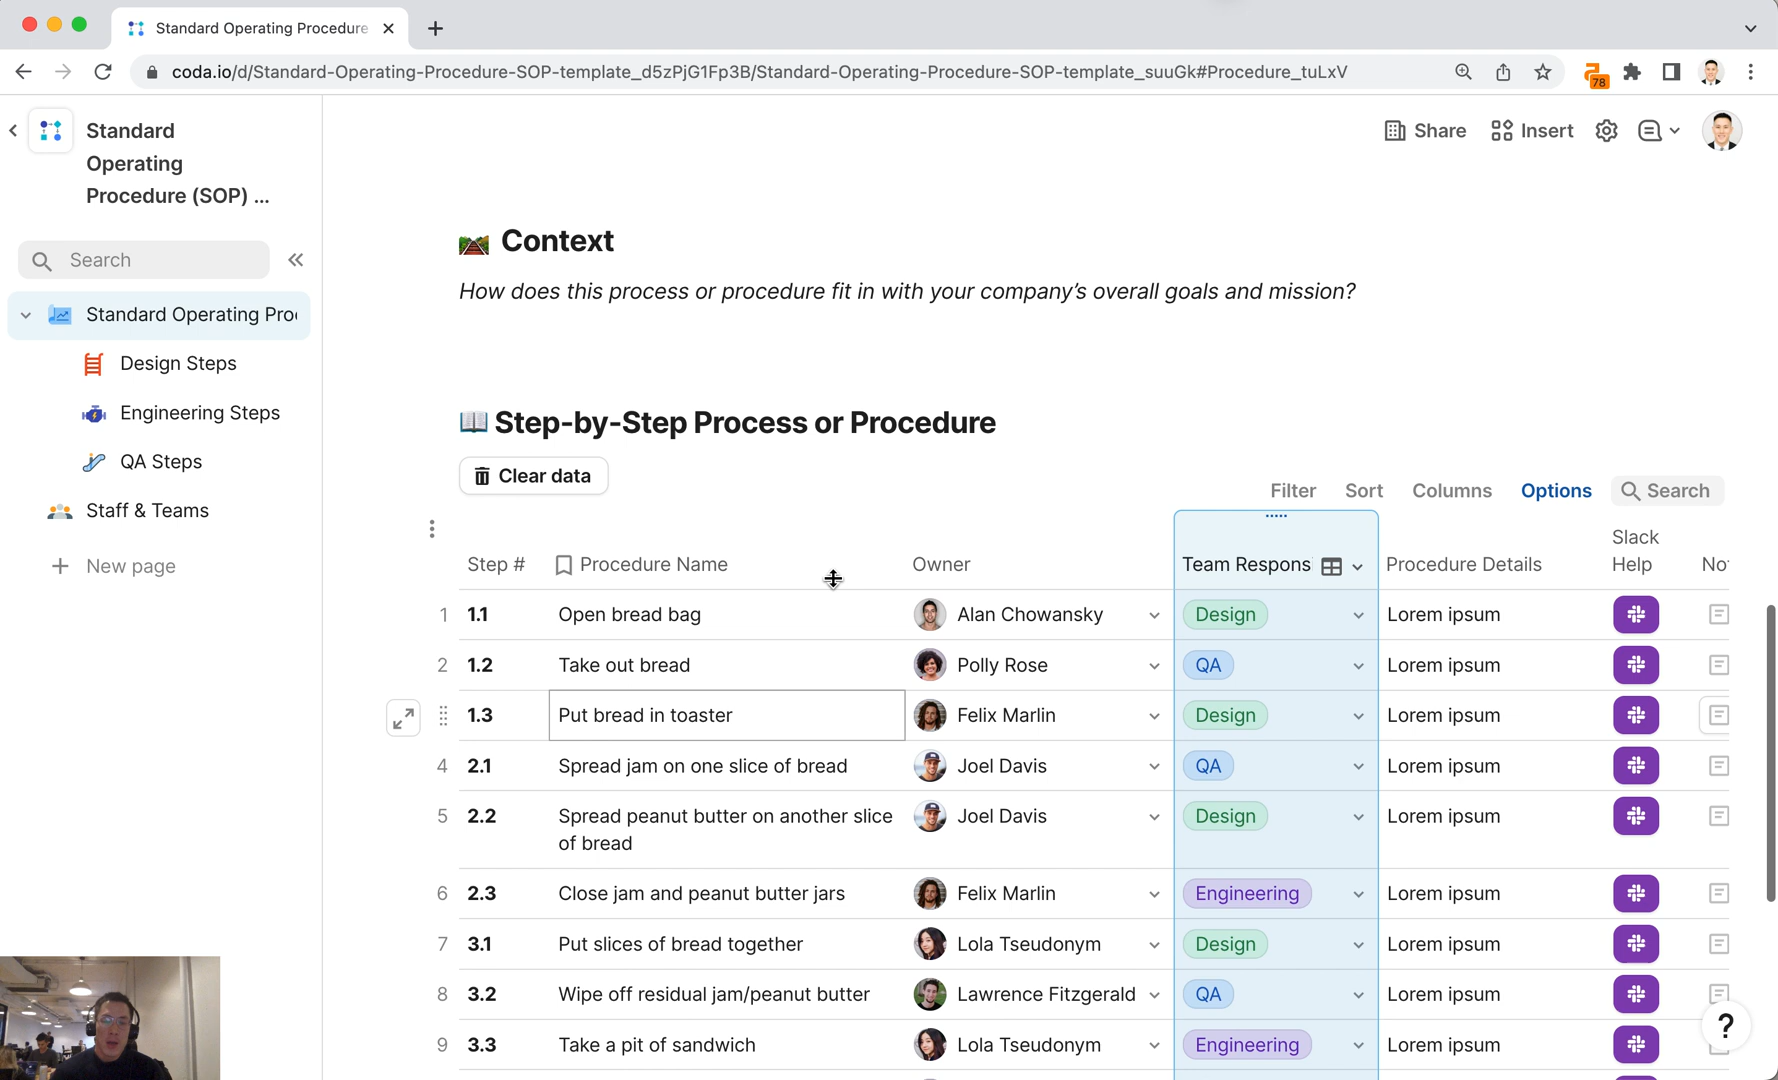 Standard Operating Procedure
coda.io/d/Standard-Operating-Procedure-SOP-template_d5zPjG1Fp3B/Standard-Operating-Procedure-SOP-template_suuGk#Procedure_tuLxV
78
Standard
Operating
Procedure (SOP) ...
Share
Insert
Search
Standard Operating Pro
Design Steps
Engineering Steps
QA Steps
Staff & Teams
New page
Context
How does this process or procedure fit in with your company's overall goals and mission?
Step-by-Step Process or Procedure
Clear data
Filter Sort Columns Options Search
Step # Procedure Name Owner Team Respons Procedure Details Slack Help No
1 1.1 Open bread bag Alan Chowansky Design Lorem ipsum
2 1.2 Take out bread Polly Rose QA Lorem ipsum
1.3 Put bread in toaster Felix Marlin Design Lorem ipsum
4 2.1 Spread jam on one slice of bread Joel Davis QA Lorem ipsum
5 2.2 Spread peanut butter on another slice Joel Davis Design Lorem ipsum
of bread
6 2.3 Close jam and peanut butter jars Felix Marlin Engineering Lorem ipsum
7 3.1 Put slices of bread together Lola Tseudonym Design Lorem ipsum
8 3.2 Wipe off residual jam/peanut butter Lawrence Fitzgerald QA Lorem ipsum
9 3.3 Take a pit of sandwich Lola Tseudonym Engineering Lorem ipsum
?